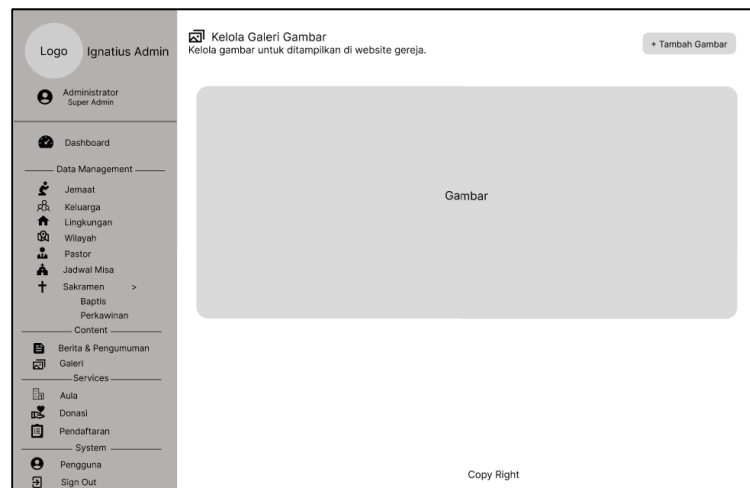 Logo
Ignatius Admin
Administrator
Super Admin
Dashboard
Data Management
Jemaat
Keluarga
Lingkungan
Wilayah
Pastor
Jadwal Misa
Sakramen >
Baptis
Perkawinan
Content
Berita & Pengumuman
Galeri
Services
Aula
Donasi
Pendaftaran
System
Pengguna
Sign Out
Kelola Galeri Gambar
Kelola gambar untuk ditampilkan di website gereja.
+ Tambah Gambar
Gambar
Copy Right